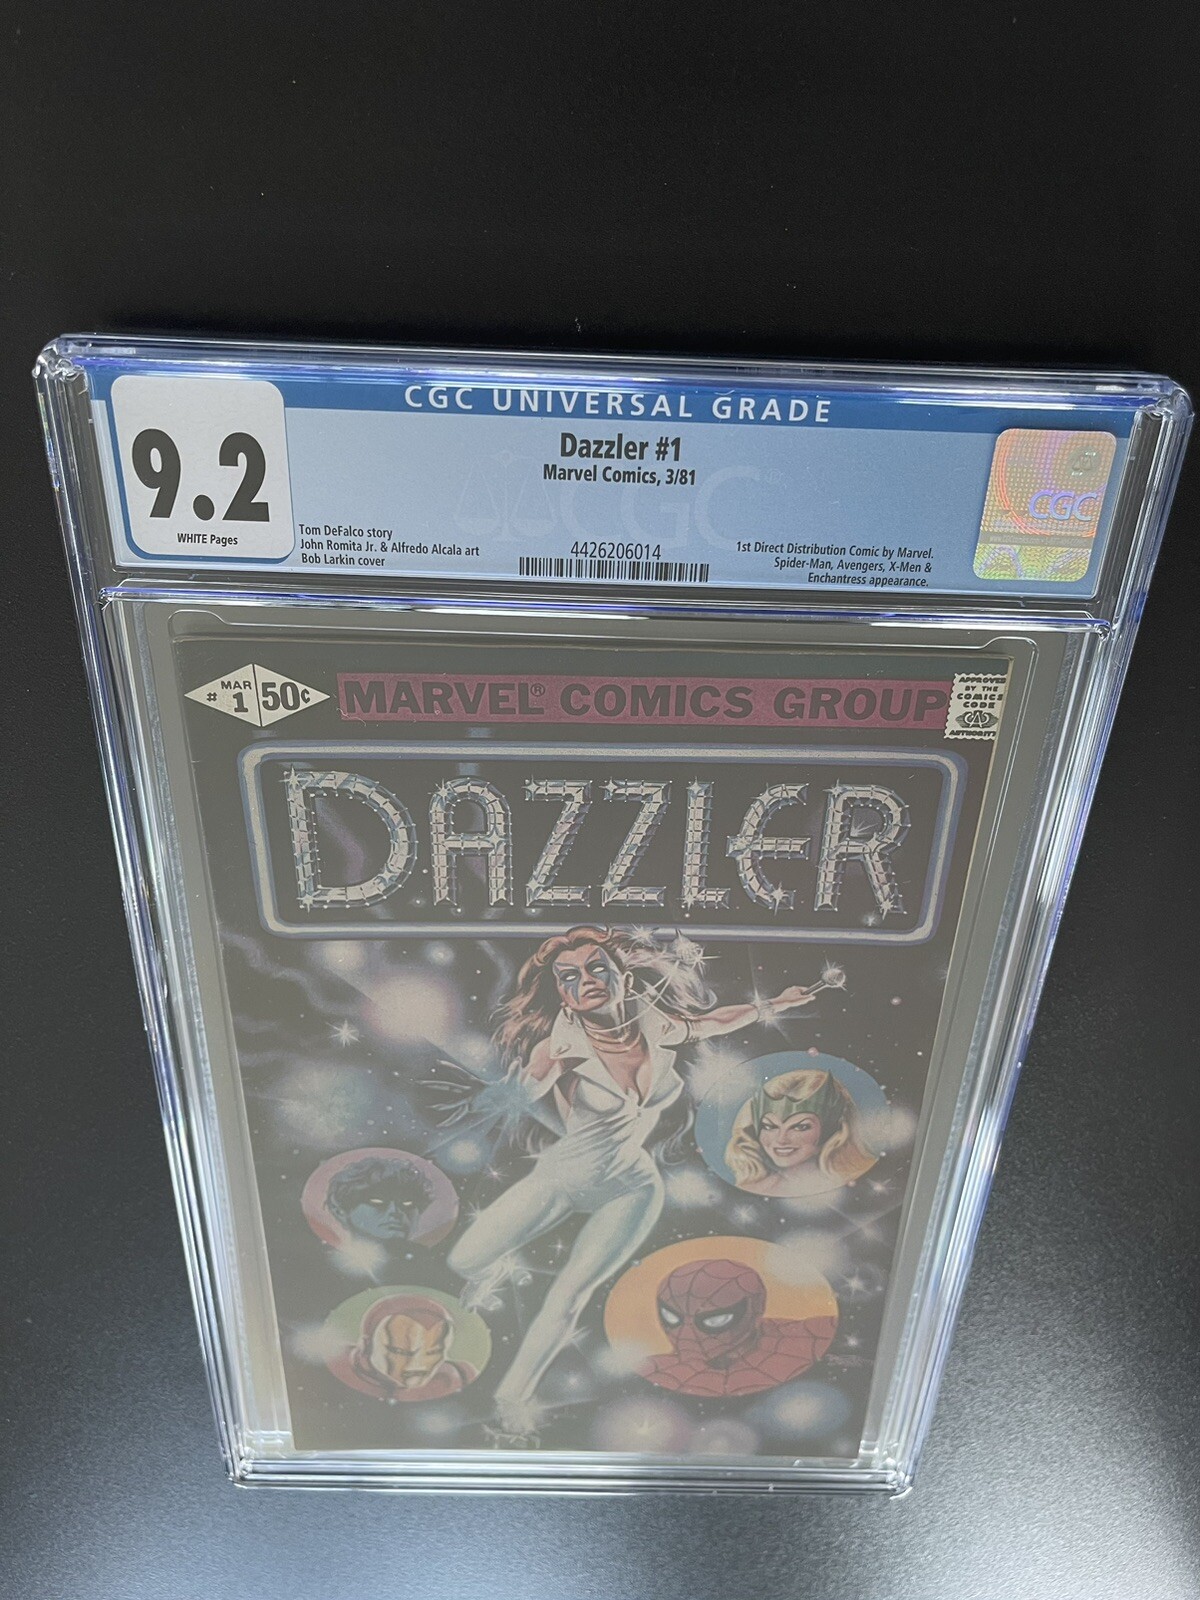 CGC UNIVERSAL GRADE
9.2
WHITE Pages
Dazzler #1
Marvel Comics, 3/81
Tom DeFalco story
John Romita Jr. & Alfredo Alcala art
Bob Larkin cover
4426206014
1st Direct Distribution Comic by Marvel.
Spider-Man, Avengers, X-Men &
Enchantress appearance.
CGC
CGC
MAR
# 1
50¢
MARVEL® COMICS GROUP
APPROVED
BY THE
COMICS
CODE
CA
AUTHORITY
DAZZLER